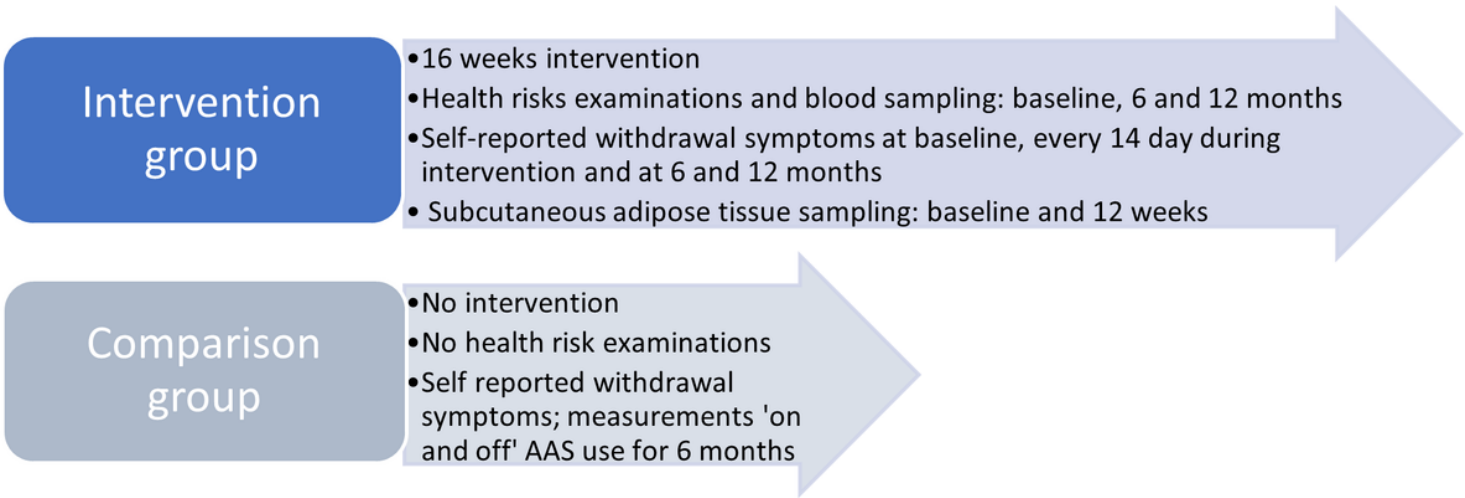 Intervention
group
•16 weeks intervention
•Health risks examinations and blood sampling: baseline, 6 and 12 months
•Self-reported withdrawal symptoms at baseline, every 14 day during
intervention and at 6 and 12 months
• Subcutaneous adipose tissue sampling: baseline and 12 weeks
Comparison
group
•No intervention
•No health risk examinations
•Self reported withdrawal
symptoms; measurements 'on
and off' AAS use for 6 months